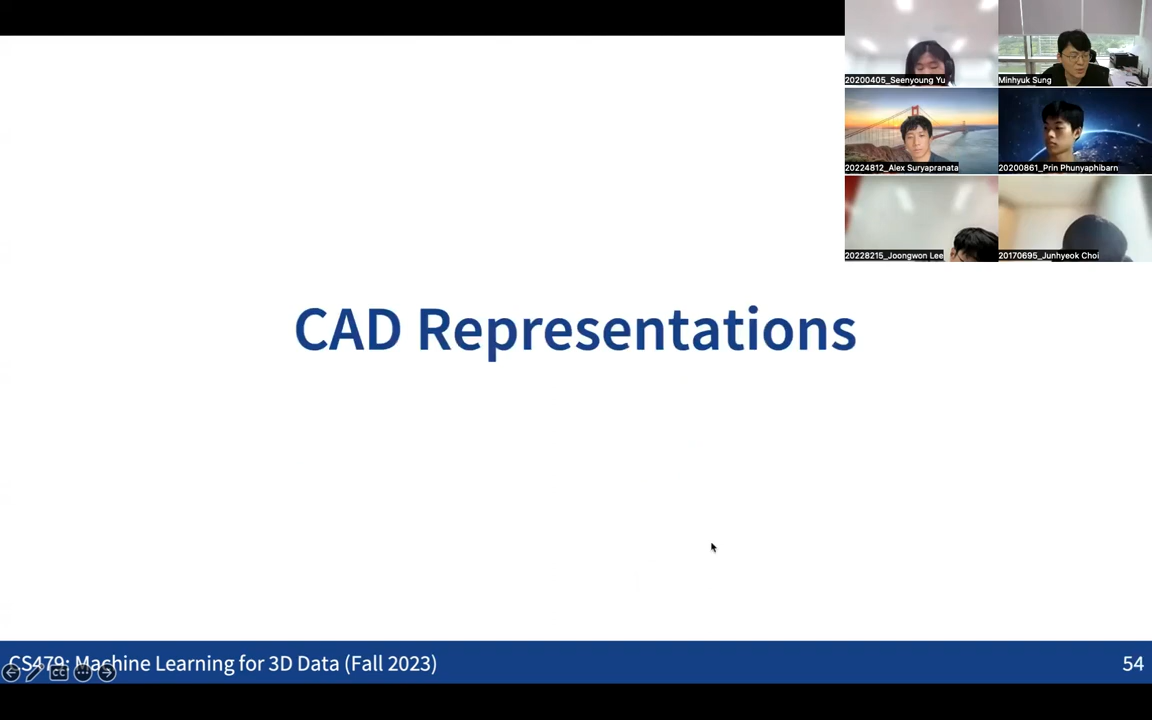 20200405_Seenyoung Yu
Minhyuk Sung
20224812_Alex Suryapranata
20200861_Prin Phunyaphibarn
20228215_Joongwon Lee
20170695_Junhyeok Choi
CAD Representations
CS479: Machine Learning for 3D Data (Fall 2023)
CC
54